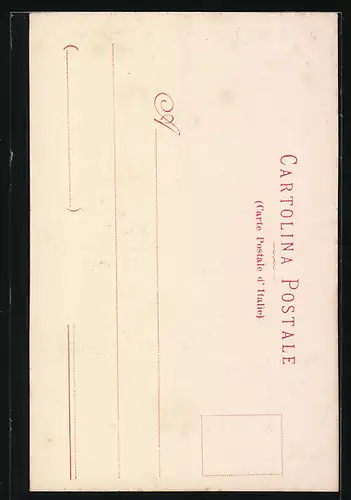 CARTOLINA POSTALE
(Carte Postale d'Italie)
A
( )